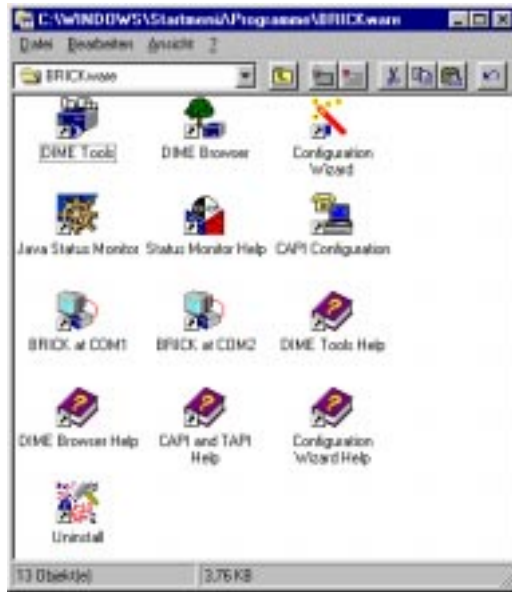 C:\WINDOWS\Startmenü\Programme\BRICKware
Datei Bearbeiten Ansicht ?
BRICKware
DIME Tools DIME Browser Configuration Wizard
Java Status Monitor Status Monitor Help CAPI Configuration
BRICK at COM1 BRICK at COM2 DIME Tools Help
DIME Browser Help CAPI and TAPI Help Configuration Wizard Help
Uninstall
13 Objekt(e) 3,76 KB